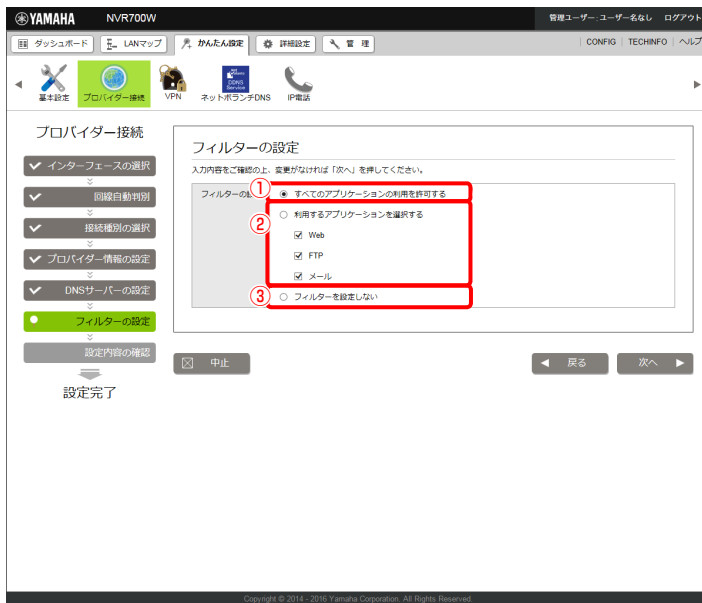 YAMAHA NVR700W 管理ユーザー:ユーザー名なし ログアウト
ダッシュボード LANマップ かんたん設定 詳細設定 管 理 CONFIG TECHINFO ヘルプ
基本設定 プロバイダー接続 VPN ネットボランチDNS IP電話
DDNS
Service
プロバイダー接続
インターフェースの選択
回線自動判別
接続種別の選択
プロバイダー情報の設定
DNSサーバーの設定
フィルターの設定
設定内容の確認
設定完了
フィルターの設定
入力内容をご確認の上、変更がなければ「次へ」を押してください。
フィルターの設
① すべてのアプリケーションの利用を許可する
② 利用するアプリケーションを選択する
Web
FTP
メール
③ フィルターを設定しない
中止 戻る 次へ
Copyright © 2014 - 2016 Yamaha Corporation. All Rights Reserved.